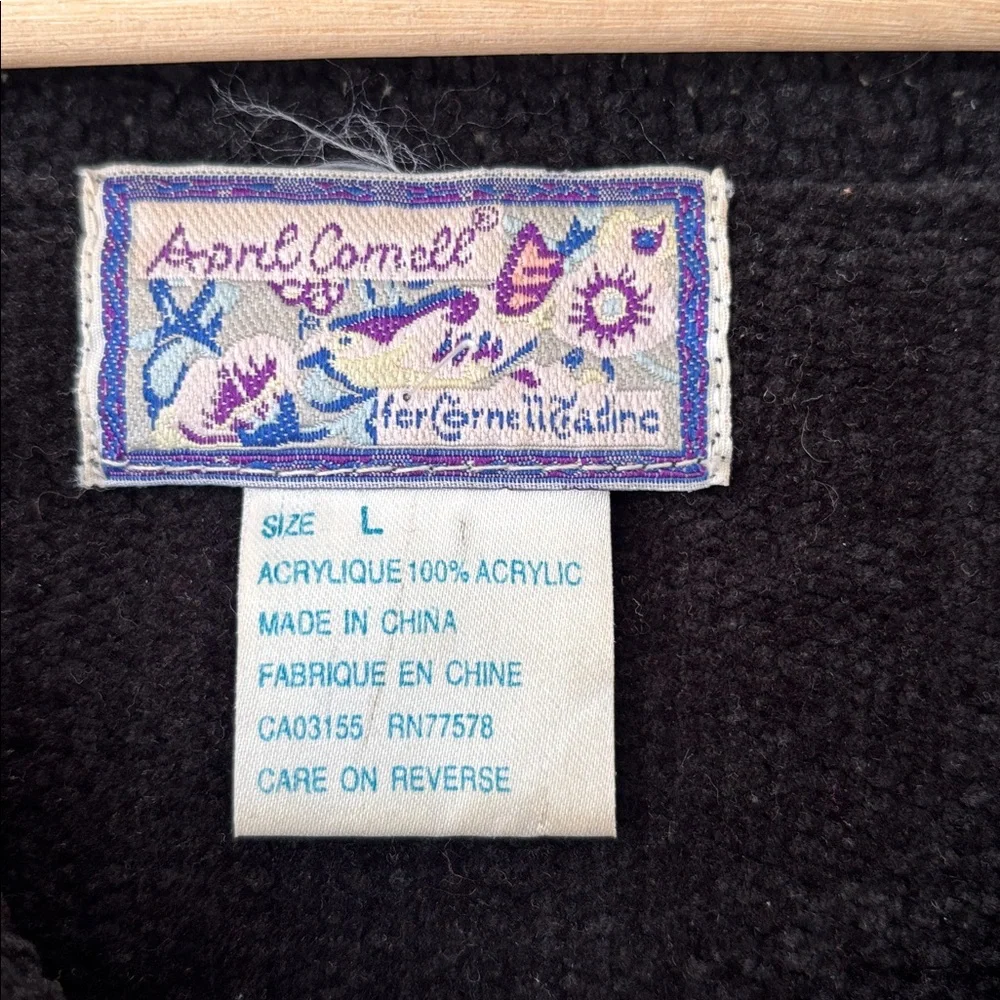 April Cornell®
for Cornell Trading
SIZE L
ACRYLIQUE 100% ACRYLIC
MADE IN CHINA
FABRIQUE EN CHINE
CA03155 RN77578
CARE ON REVERSE